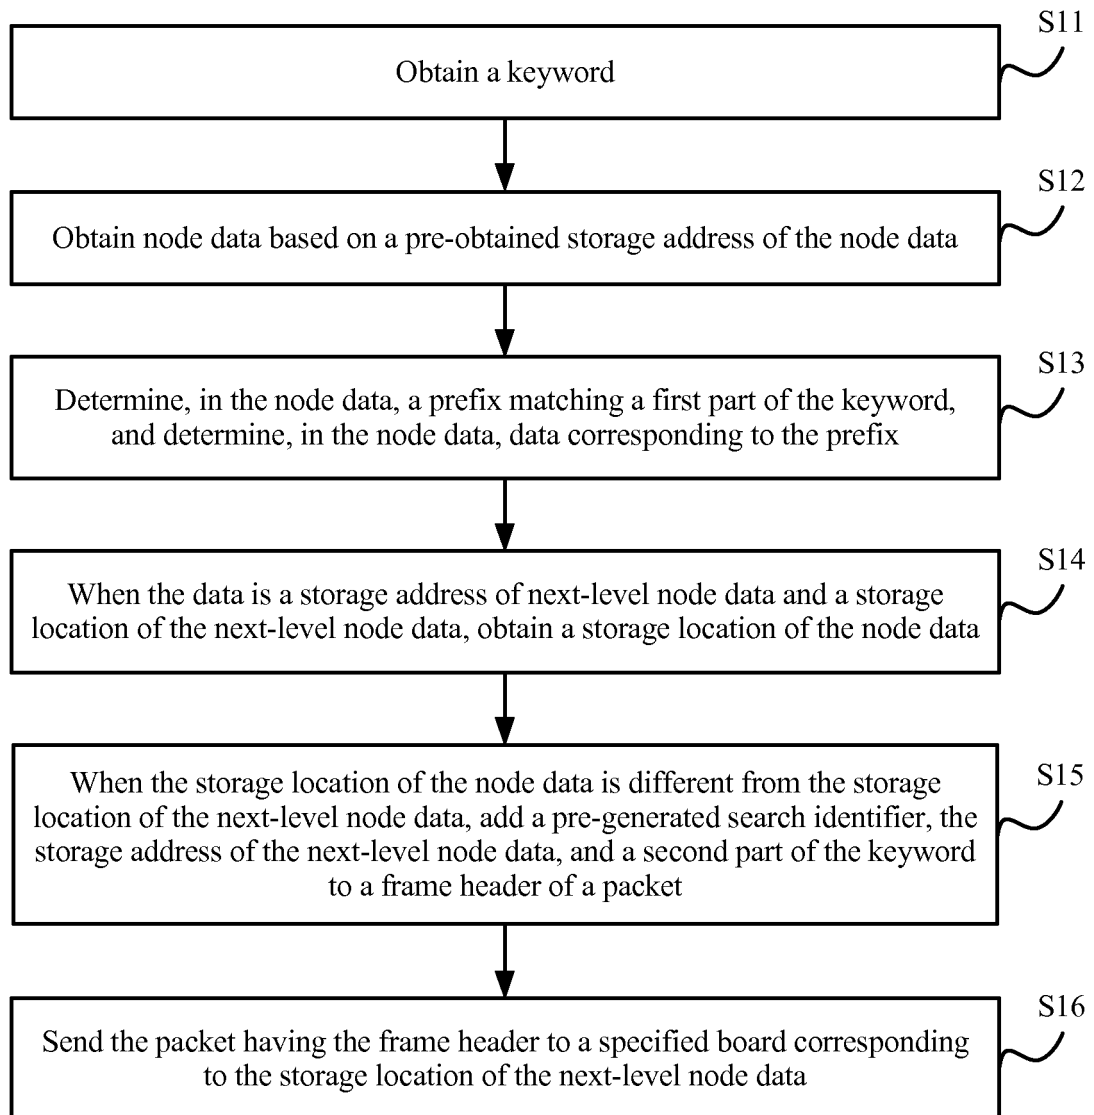 S11
Obtain a keyword
S12
Obtain node data based on a pre-obtained storage address of the node data
S13
Determine, in the node data, a prefix matching a first part of the keyword,
and determine, in the node data, data corresponding to the prefix
S14
When the data is a storage address of next-level node data and a storage
location of the next-level node data, obtain a storage location of the node data
S15
When the storage location of the node data is different from the storage
location of the next-level node data, add a pre-generated search identifier, the
storage address of the next-level node data, and a second part of the keyword
to a frame header of a packet
S16
Send the packet having the frame header to a specified board corresponding
to the storage location of the next-level node data